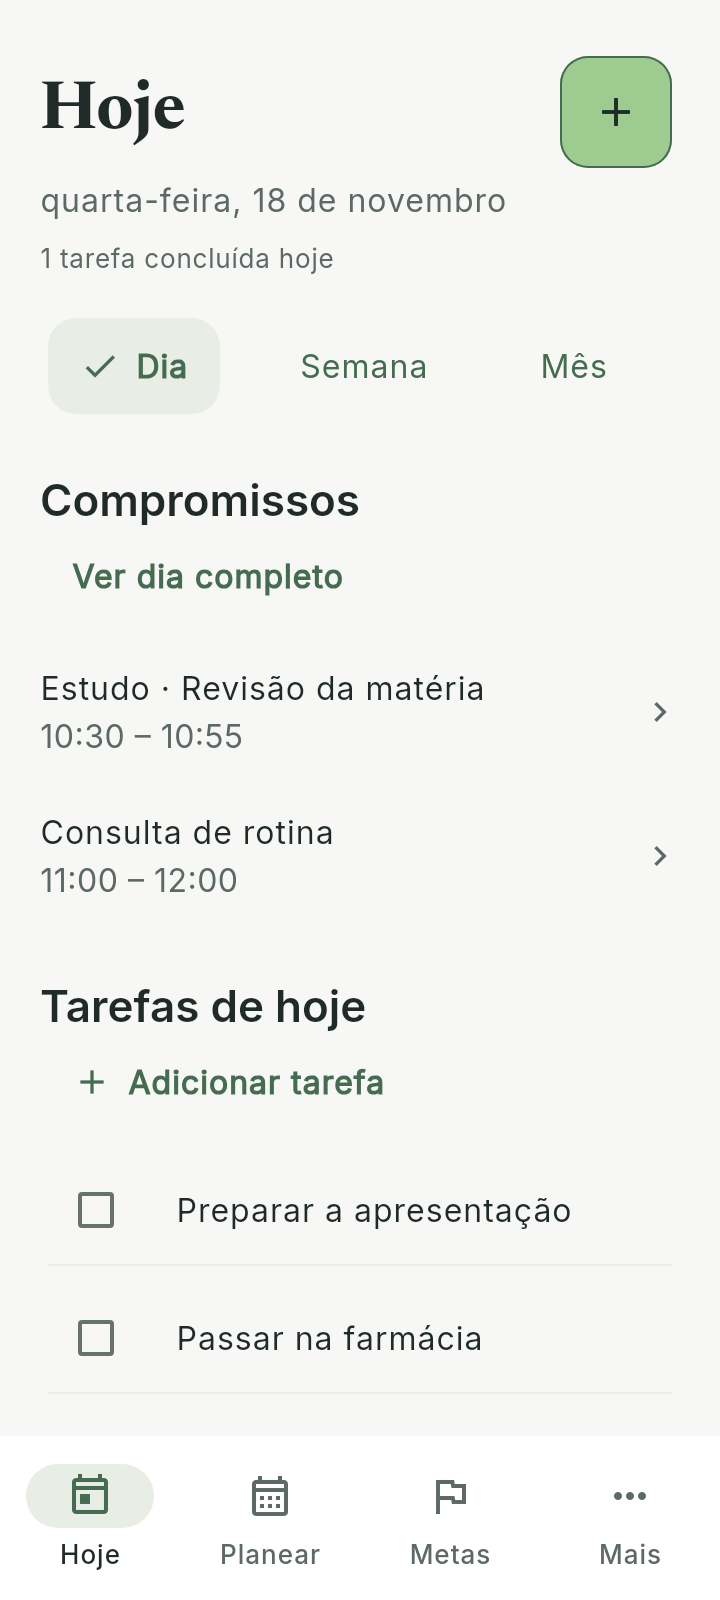 Hoje
quarta-feira, 18 de novembro
1 tarefa concluída hoje
Dia
Semana
Mês
Compromissos
Ver dia completo
Estudo · Revisão da matéria
10:30 – 10:55
Consulta de rotina
11:00 – 12:00
Tarefas de hoje
+ Adicionar tarefa
Preparar a apresentação
Passar na farmácia
Hoje
Planear
Metas
Mais